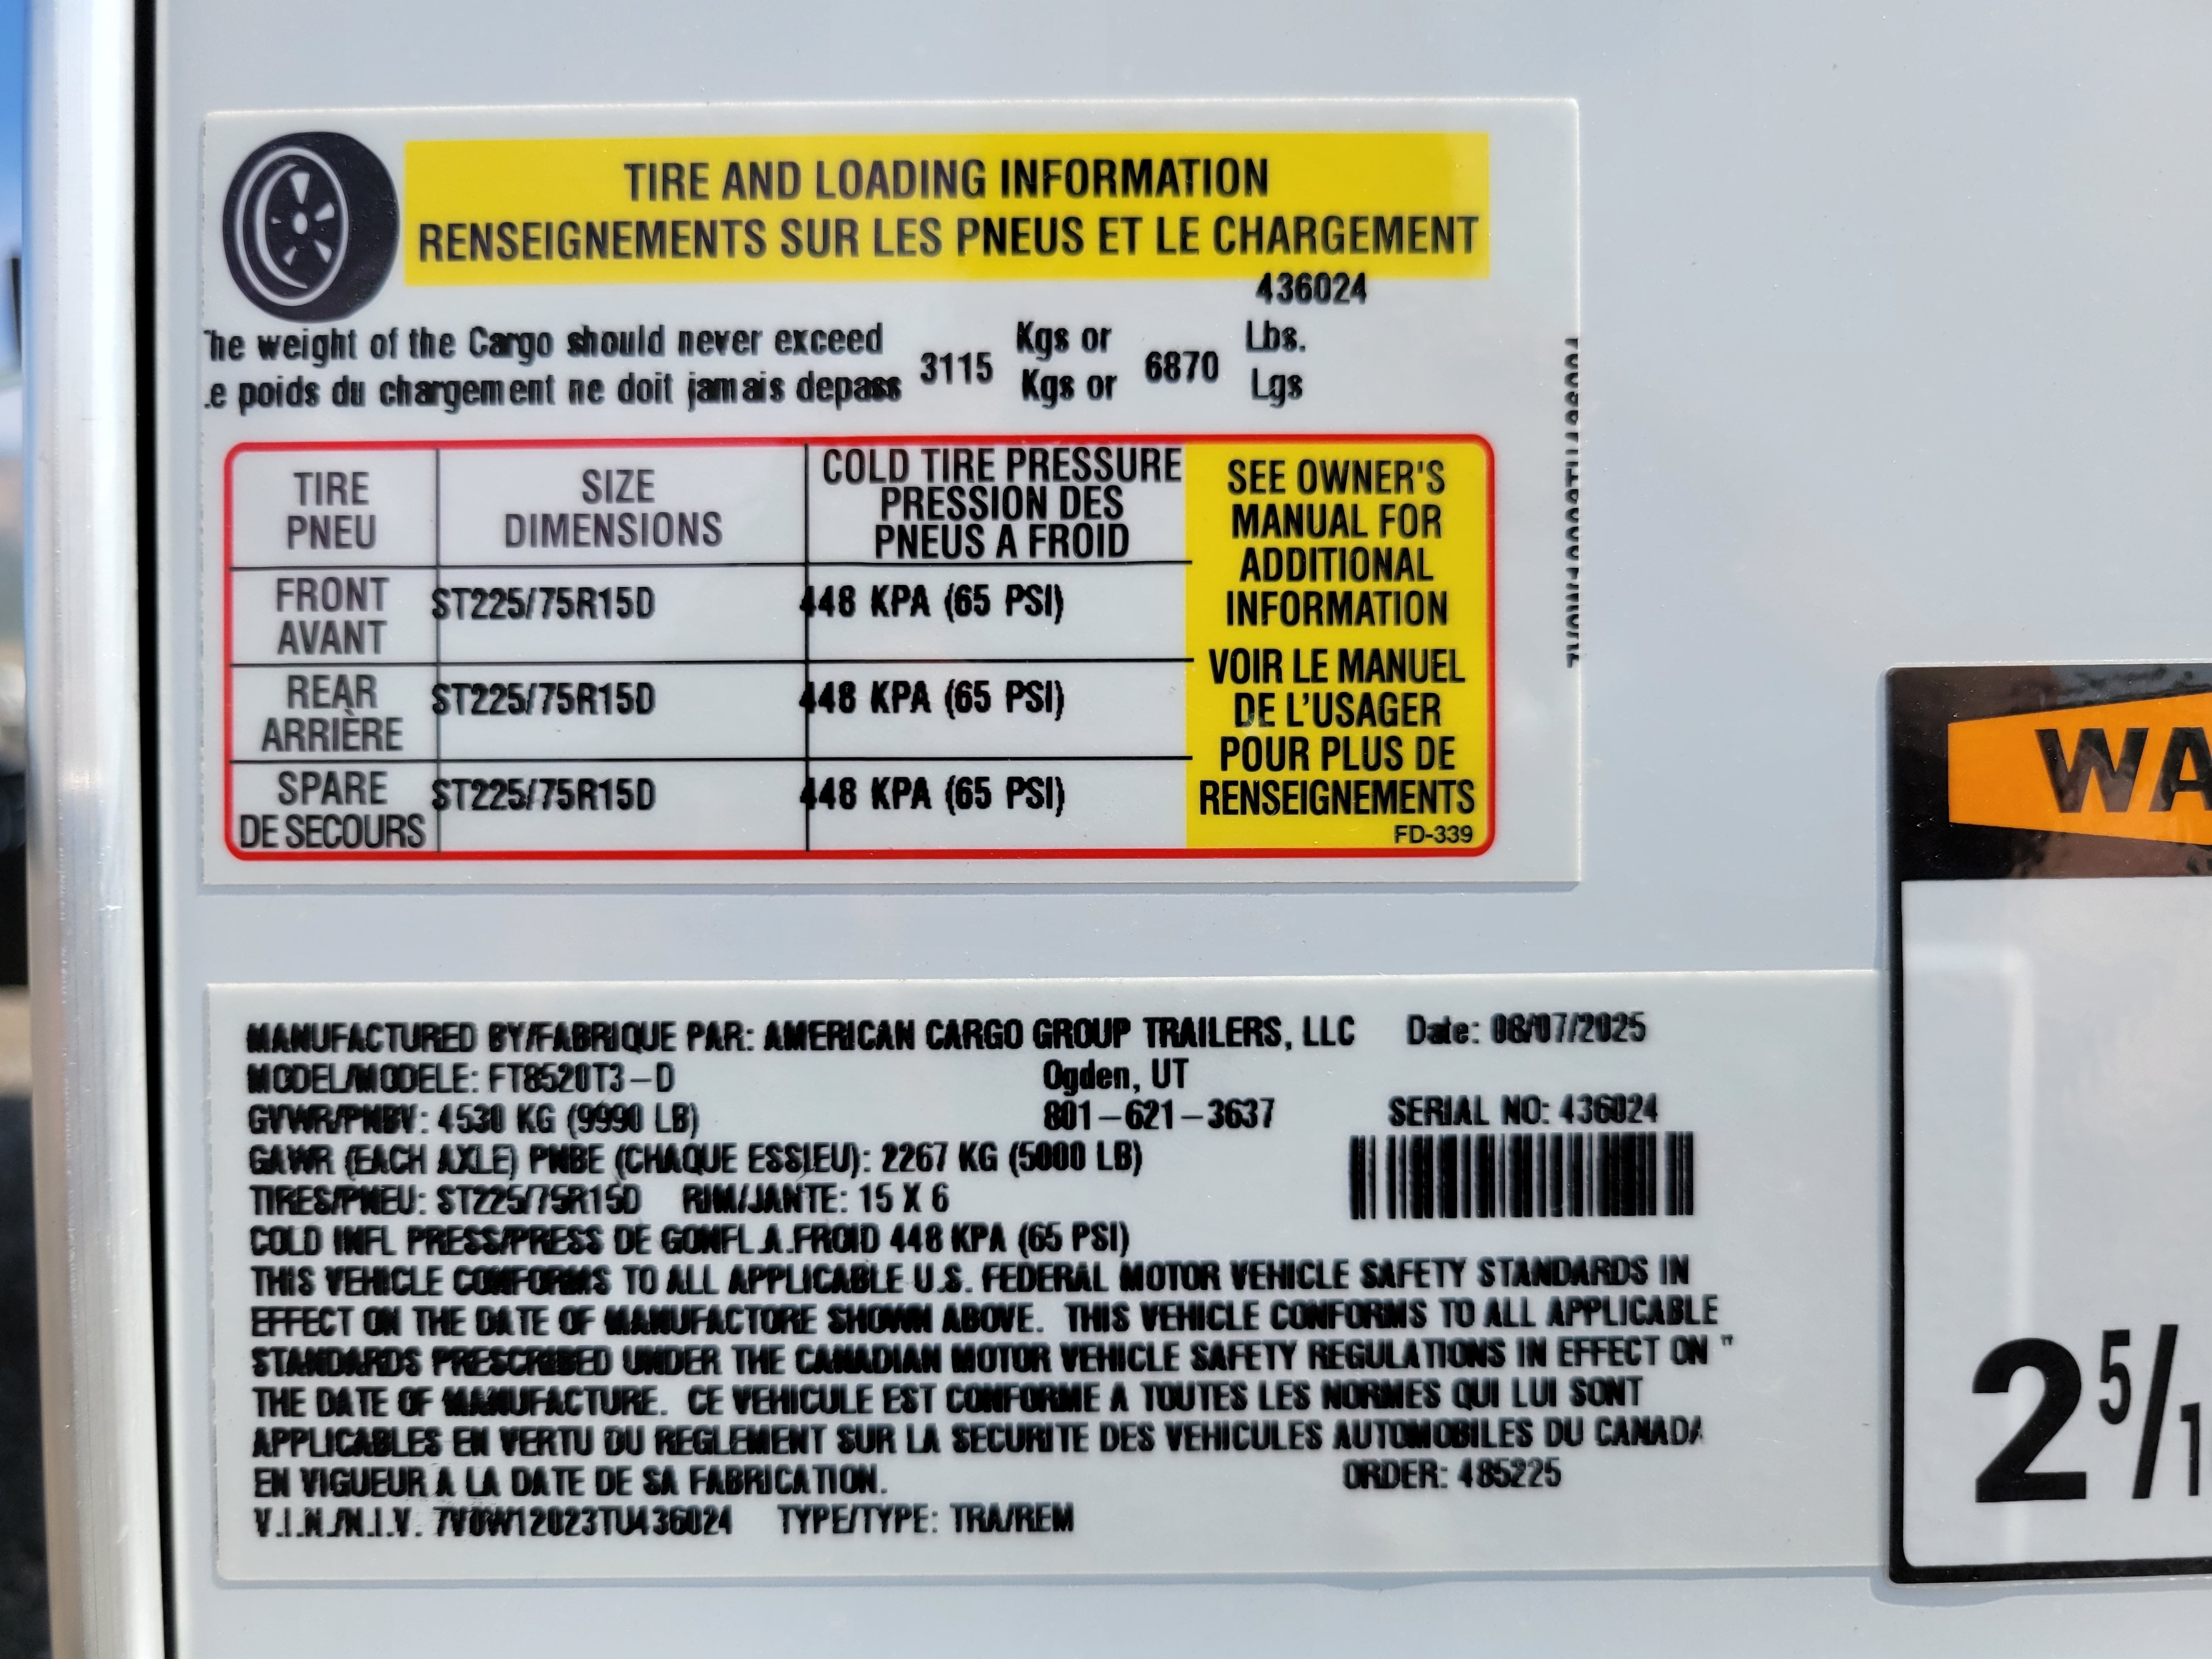 TIRE AND LOADING INFORMATION
RENSEIGNEMENTS SUR LES PNEUS ET LE CHARGEMENT
436024
he weight of the Cargo should never exceed 3115 Kgs or 6870 Lbs.
.e poids du chargement ne doit jamais depass Kgs or Lgs
TIRE PNEU
SIZE DIMENSIONS
COLD TIRE PRESSURE
PRESSION DES
PNEUS A FROID
FRONT AVANT ST225/75R15D 448 KPA (65 PSI)
REAR ARRIÈRE ST225/75R15D 448 KPA (65 PSI)
SPARE DE SECOURS ST225/75R15D 448 KPA (65 PSI)
SEE OWNER'S
MANUAL FOR
ADDITIONAL
INFORMATION
VOIR LE MANUEL
DE L'USAGER
POUR PLUS DE
RENSEIGNEMENTS
FD-339
MANUFACTURED BY/FABRIQUE PAR: AMERICAN CARGO GROUP TRAILERS, LLC Date: 08/07/2025
MODEL/MODELE: FT8520T3-D Ogden, UT
GVWR/PNBV: 4530 KG (9990 LB) 801-621-3637 SERIAL NO: 436024
GAWR (EACH AXLE) PNBE (CHAQUE ESSIEU): 2267 KG (5000 LB)
TIRES/PNEU: ST225/75R15D RIM/JANTE: 15 X 6
COLD INFL PRESS/PRESS DE GONFL.A.FROID 448 KPA (65 PSI)
THIS VEHICLE CONFORMS TO ALL APPLICABLE U.S. FEDERAL MOTOR VEHICLE SAFETY STANDARDS IN
EFFECT ON THE DATE OF MANUFACTORE SHOWN ABOVE. THIS VEHICLE CONFORMS TO ALL APPLICABLE
STANDARDS PRESCRIBED UNDER THE CANADIAN MOTOR VEHICLE SAFETY REGULATIONS IN EFFECT ON "
THE DATE OF MANUFACTURE. CE VEHICULE EST CONFORME A TOUTES LES NORMES QUI LUI SONT
APPLICABLES EN VERTU DU REGLEMENT SUR LA SECURITE DES VEHICULES AUTOMOBILES DU CANADA
EN VIGUEUR A LA DATE DE SA FABRICATION. ORDER: 485225
V.I.N./N.I.V. 7V0W12023TU436024 TYPE/TYPE: TRA/REM
WA
2 5/1